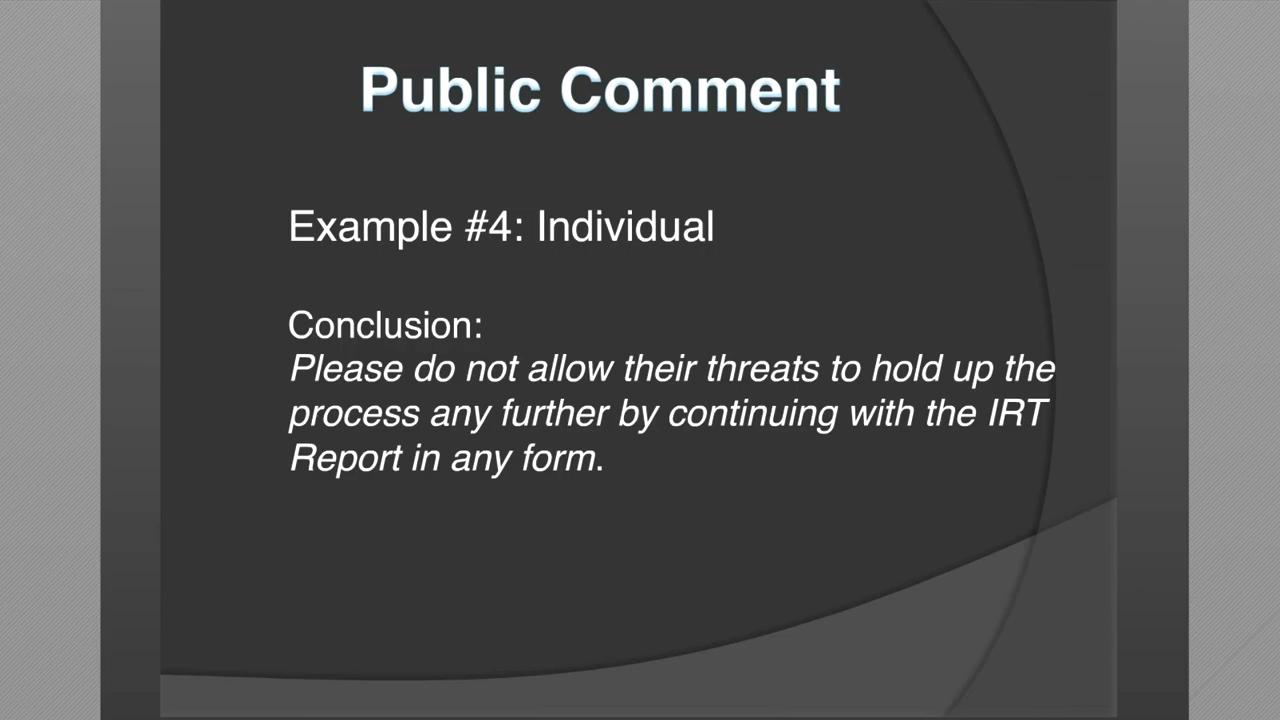 Public Comment
Example #4: Individual
Conclusion:
Please do not allow their threats to hold up the
process any further by continuing with the IRT
Report in any form.